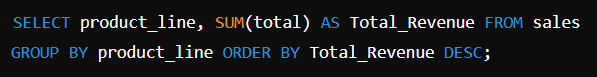 SELECT product_line, SUM(total) AS Total_Revenue FROM sales
GROUP BY product_line ORDER BY Total_Revenue DESC;